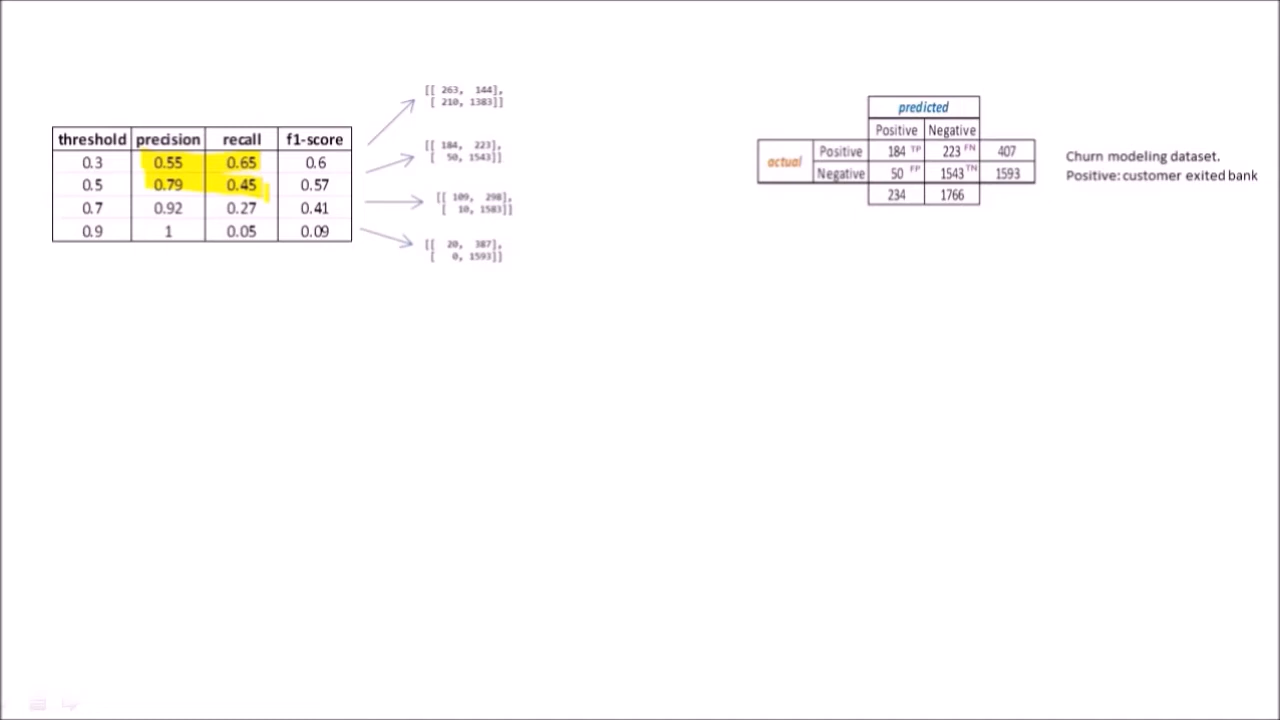 threshold precision recall f1-score
0.3 0.55 0.65 0.6
0.5 0.79 0.45 0.57
0.7 0.92 0.27 0.41
0.9 1 0.05 0.09
[[ 263, 144],
[ 210, 1383]]
[[ 184, 223],
[ 50, 1543]]
[[ 109, 298],
[ 10, 1583]]
[[ 20, 387],
[ 0, 1593]]
predicted
Positive Negative
actual Positive 184 TP 223 FN 407
Negative 50 FP 1543 TN 1593
234 1766
Churn modeling dataset.
Positive: customer exited bank